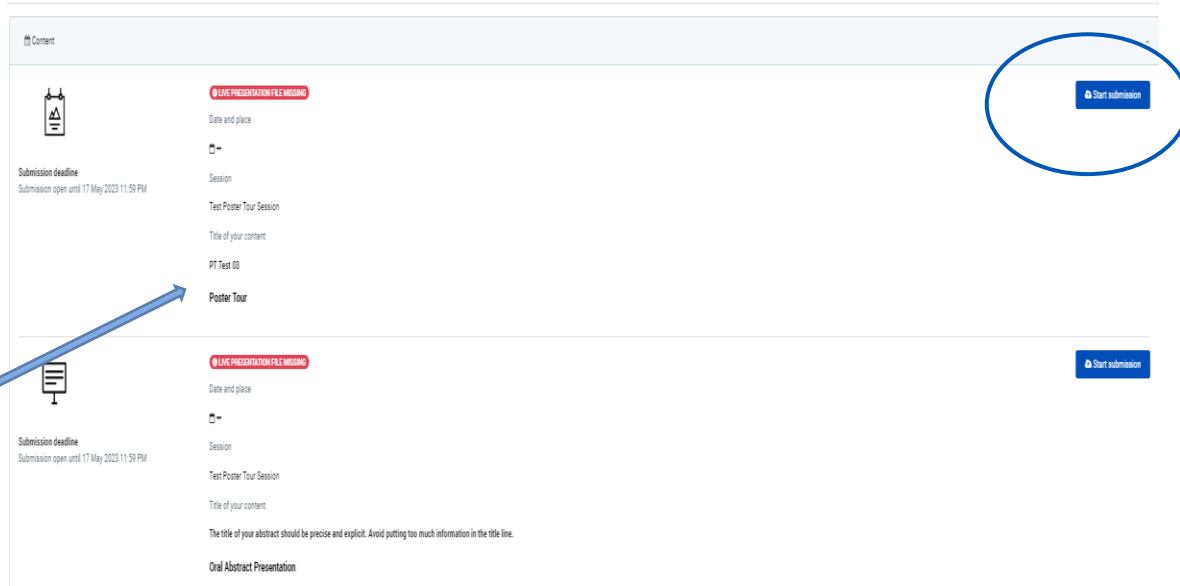 Content
LIVE PRESENTATION FILE MISSING
Start submission
Date and place
Submission deadline
Submission open until 17 May 2023 11:59 PM
Session
Test Poster Tour Session
Title of your content
PT Test 03
Poster Tour
LIVE PRESENTATION FILE MISSING
Start submission
Date and place
Submission deadline
Submission open until 17 May 2023 11:59 PM
Session
Test Poster Tour Session
Title of your content
The title of your abstract should be precise and explicit. Avoid putting too much information in the title line.
Oral Abstract Presentation